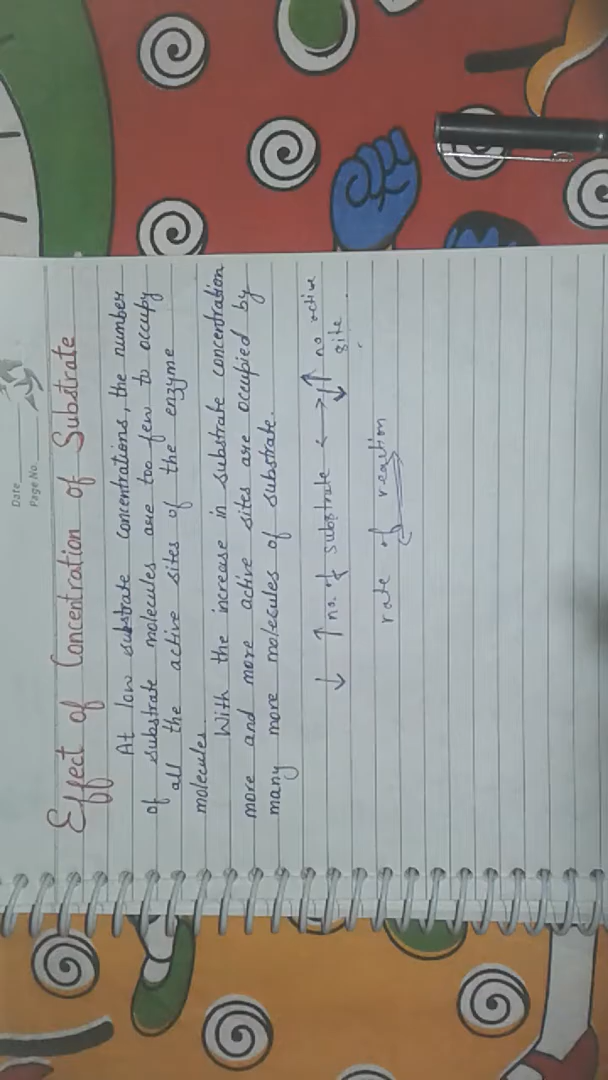 Date
Page No.
Effect of Concentration of Substrate
At low substrate concentrations, the number
of substrate molecules are too few to occupy
all the active sites of the enzyme
molecules.
With the increase in substrate concentration
more and more active sites are occupied by
many more molecules of substrate.
↓ ↑ no. of substrate ⟷ ↓↑ no active
site.
rate of reaction